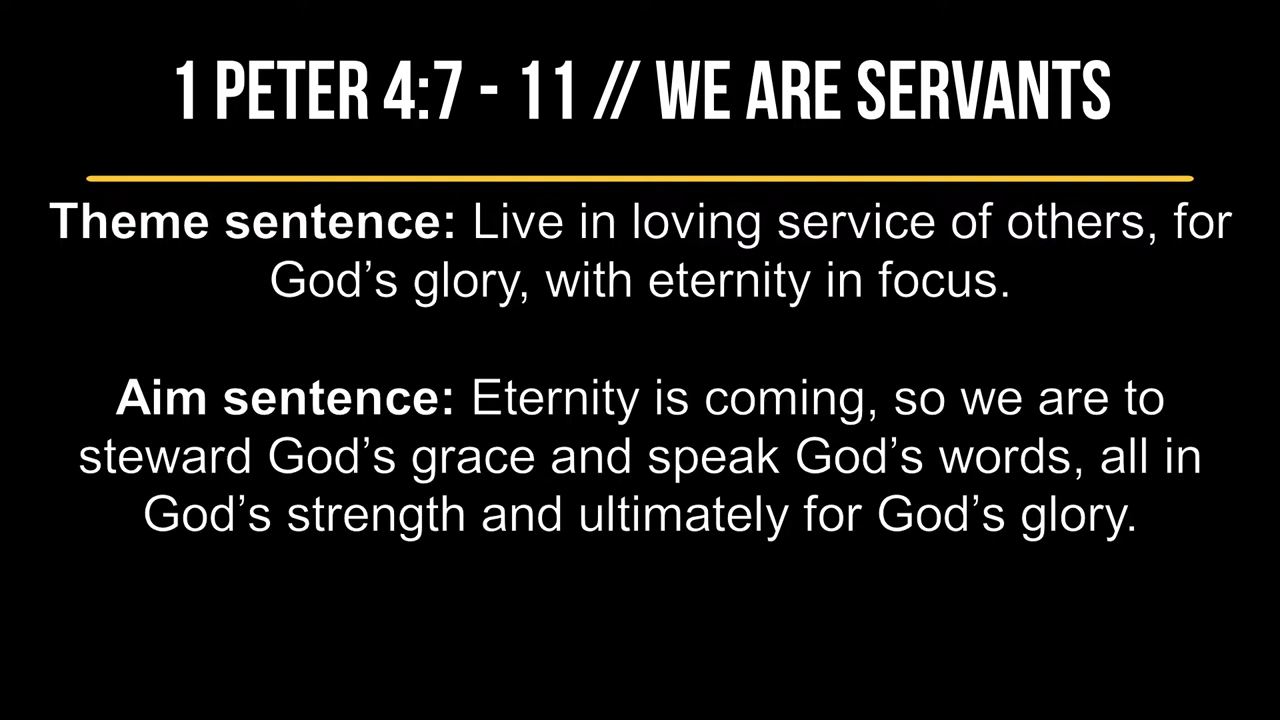 1 PETER 4:7 - 11 // WE ARE SERVANTS
Theme sentence: Live in loving service of others, for
God’s glory, with eternity in focus.
Aim sentence: Eternity is coming, so we are to
steward God’s grace and speak God’s words, all in
God’s strength and ultimately for God’s glory.